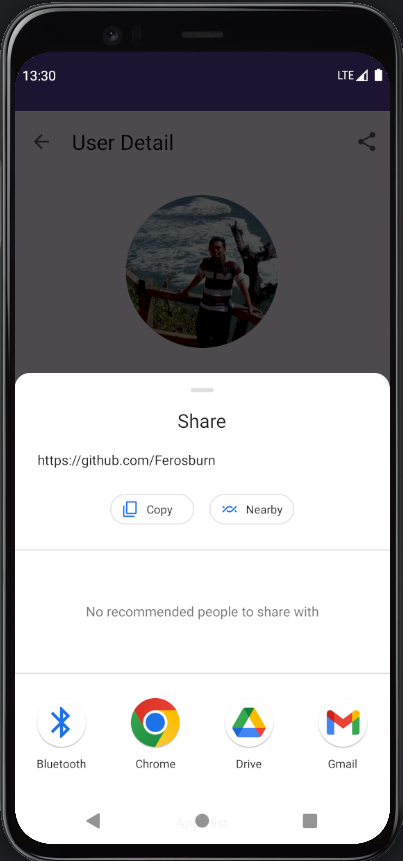 13:30
LTE
User Detail
Share
https://github.com/Ferosburn
Copy
Nearby
No recommended people to share with
Bluetooth
Chrome
Drive
Gmail